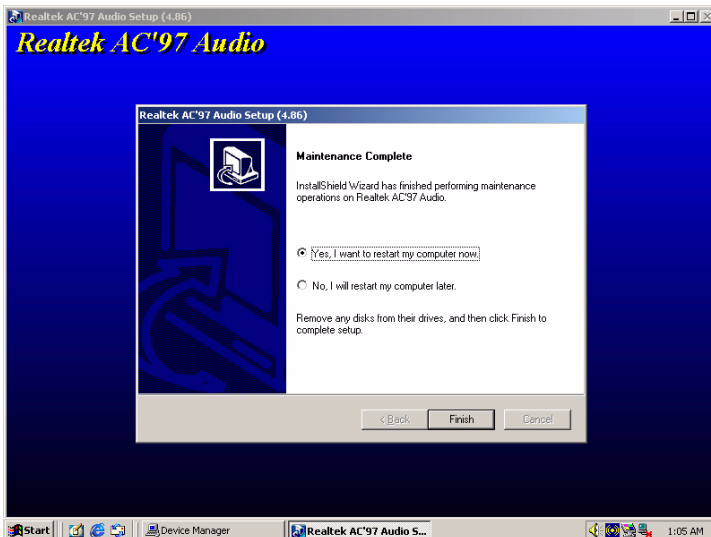 Realtek AC'97 Audio Setup (4.86)
Realtek AC'97 Audio
Realtek AC'97 Audio Setup (4.86)
Maintenance Complete
InstallShield Wizard has finished performing maintenance
operations on Realtek AC'97 Audio.
Yes, I want to restart my computer now.
No, I will restart my computer later.
Remove any disks from their drives, and then click Finish to
complete setup.
< Back
Finish
Cancel
Start
Device Manager
Realtek AC'97 Audio S...
1:05 AM